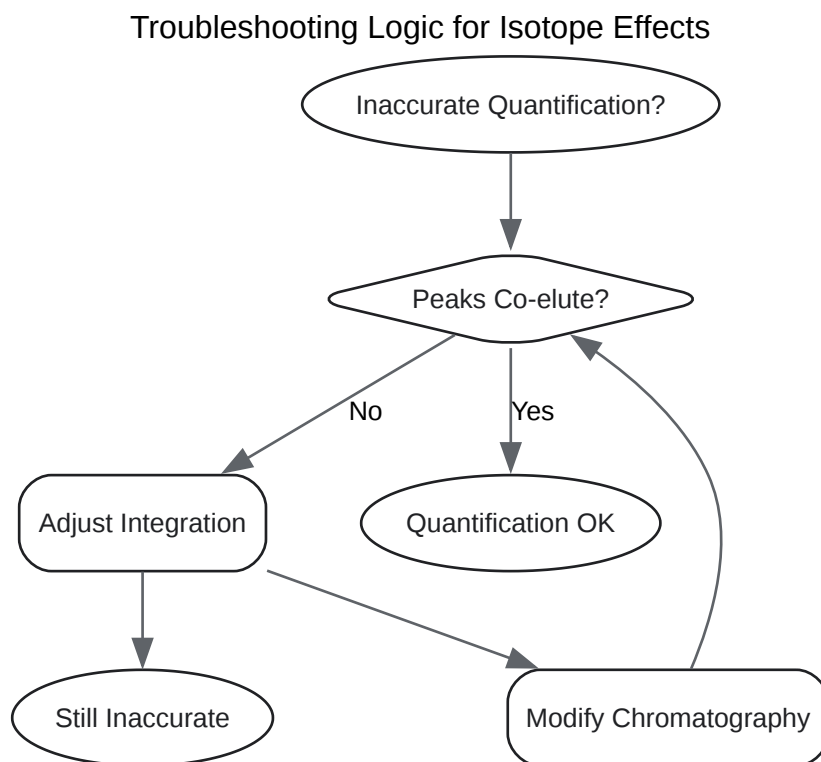 Troubleshooting Logic for Isotope Effects
Inaccurate Quantification?
Peaks Co-elute?
No
Yes
Adjust Integration
Quantification OK
Still Inaccurate
Modify Chromatography